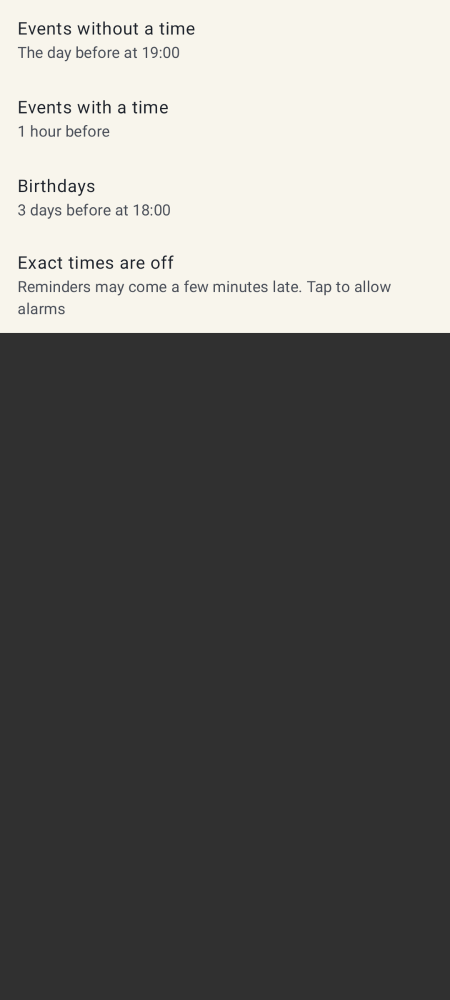 Events without a time
The day before at 19:00
Events with a time
1 hour before
Birthdays
3 days before at 18:00
Exact times are off
Reminders may come a few minutes late. Tap to allow
alarms